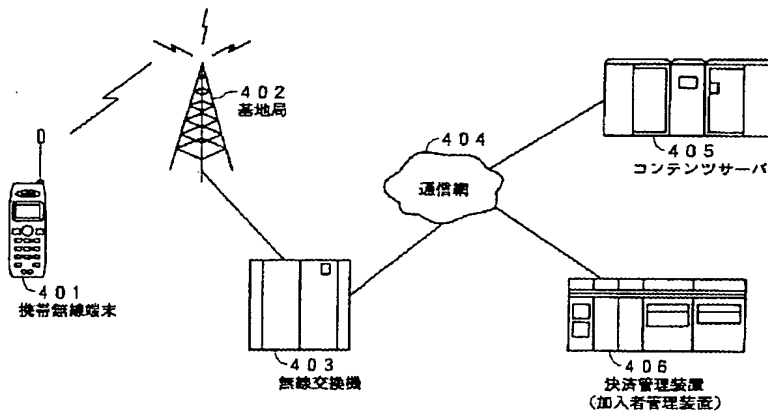 402
基地局
404
通信網
405
コンテンツサーバ
401
携帯無線端末
403
無線交換機
406
決済管理装置
(加入者管理装置)